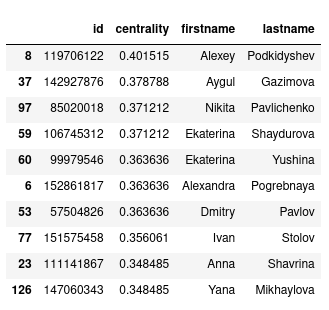 id centrality firstname lastname
8 119706122 0.401515 Alexey Podkidyshev
37 142927876 0.378788 Aygul Gazimova
97 85020018 0.371212 Nikita Pavlichenko
59 106745312 0.371212 Ekaterina Shaydurova
60 99979546 0.363636 Ekaterina Yushina
6 152861817 0.363636 Alexandra Pogrebnaya
53 57504826 0.363636 Dmitry Pavlov
77 151575458 0.356061 Ivan Stolov
23 111141867 0.348485 Anna Shavrina
126 147060343 0.348485 Yana Mikhaylova